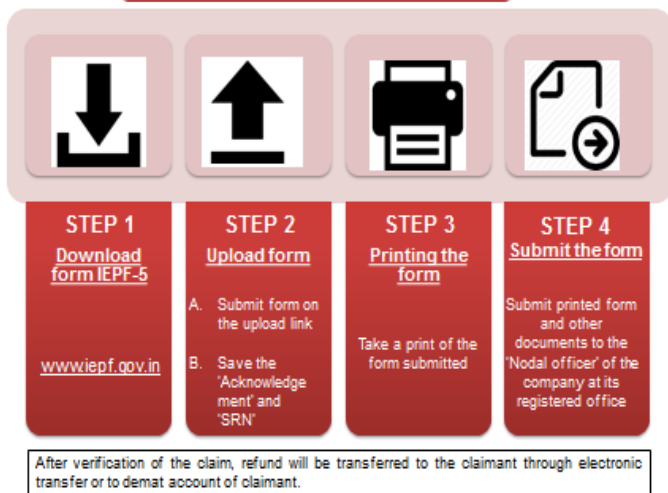 STEP 1
Download
form IEPF-5
www.iepf.gov.in
STEP 2
Upload form
A. Submit form on
the upload link
B. Save the
'Acknowledge
ment' and
'SRN'
STEP 3
Printing the
form
Take a print of the
form submitted
STEP 4
Submit the form
Submit printed form
and other
documents to the
'Nodal officer' of the
company at its
registered office
After verification of the claim, refund will be transferred to the claimant through electronic
transfer or to demat account of claimant.